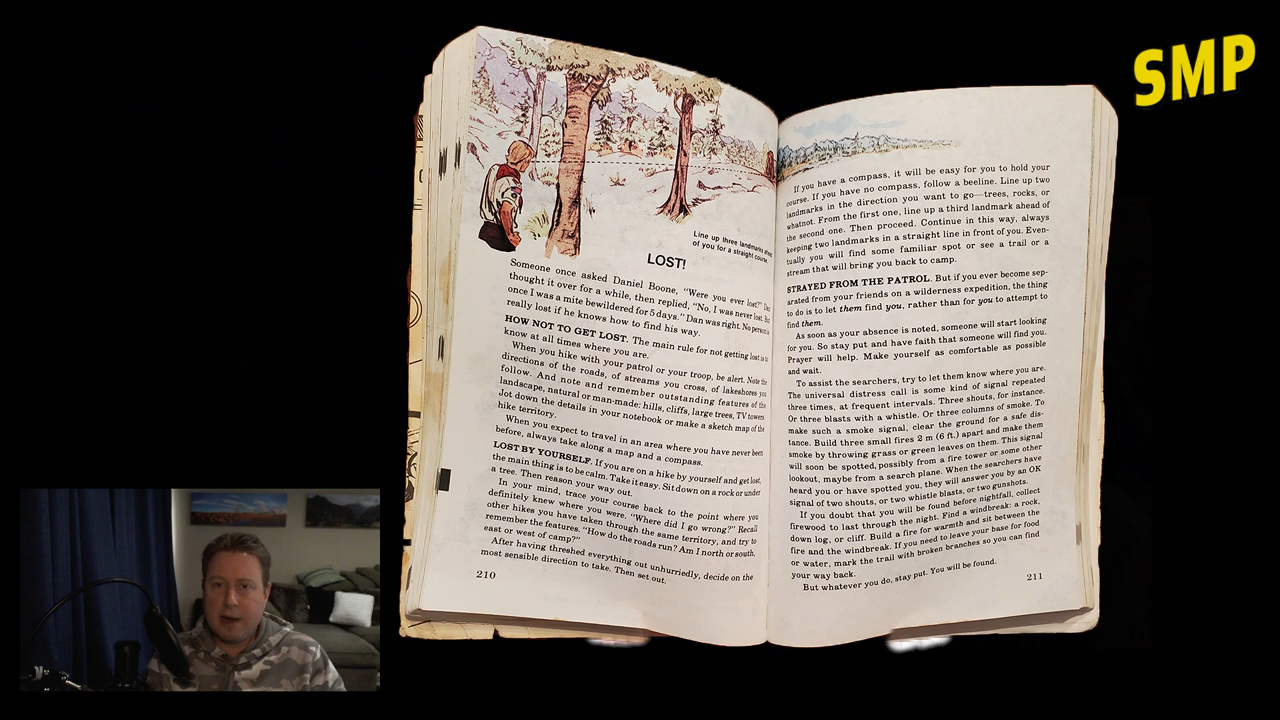 SMP
Line up three landmarks ahead
of you for a straight course.
LOST!
Someone once asked Daniel Boone, "Were you ever lost?" Dan
thought it over for a while, then replied, "No, I was never lost. But
once I was a mite bewildered for 5 days." Dan was right. No person is
really lost if he knows how to find his way.
HOW NOT TO GET LOST. The main rule for not getting lost is to
know at all times where you are.
When you hike with your patrol or your troop, be alert. Note the
directions of the roads, of streams you cross, of lakeshores you
follow. And note and remember outstanding features of the
landscape, natural or man-made: hills, cliffs, large trees, TV towers.
Jot down the details in your notebook or make a sketch map of the
hike territory.
When you expect to travel in an area where you have never been
before, always take along a map and a compass.
LOST BY YOURSELF. If you are on a hike by yourself and get lost,
the main thing is to be calm. Take it easy. Sit down on a rock or under
a tree. Then reason your way out.
In your mind, trace your course back to the point where you
definitely knew where you were. "Where did I go wrong?" Recall
other hikes you have taken through the same territory, and try to
remember the features. "How do the roads run? Am I north or south,
east or west of camp?"
After having threshed everything out unhurriedly, decide on the
most sensible direction to take. Then set out.
210
If you have a compass, it will be easy for you to hold your
course. If you have no compass, follow a beeline. Line up two
landmarks in the direction you want to go—trees, rocks, or
whatnot. From the first one, line up a third landmark ahead of
the second one. Then proceed. Continue in this way, always
keeping two landmarks in a straight line in front of you. Even-
tually you will find some familiar spot or see a trail or a
stream that will bring you back to camp.
STRAYED FROM THE PATROL. But if you ever become sep-
arated from your friends on a wilderness expedition, the thing
to do is to let them find you, rather than for you to attempt to
find them.
As soon as your absence is noted, someone will start looking
for you. So stay put and have faith that someone will find you.
Prayer will help. Make yourself as comfortable as possible
and wait.
To assist the searchers, try to let them know where you are.
The universal distress call is some kind of signal repeated
three times, at frequent intervals. Three shouts, for instance.
Or three blasts with a whistle. Or three columns of smoke. To
make such a smoke signal, clear the ground for a safe dis-
tance. Build three small fires 2 m (6 ft.) apart and make them
smoke by throwing grass or green leaves on them. This signal
will soon be spotted, possibly from a fire tower or some other
lookout, maybe from a search plane. When the searchers have
heard you or have spotted you, they will answer you by an OK
signal of two shouts, or two whistle blasts, or two gunshots.
If you doubt that you will be found before nightfall, collect
firewood to last through the night. Find a windbreak: a rock,
down log, or cliff. Build a fire for warmth and sit between the
fire and the windbreak. If you need to leave your base for food
or water, mark the trail with broken branches so you can find
your way back.
But whatever you do, stay put. You will be found.
211